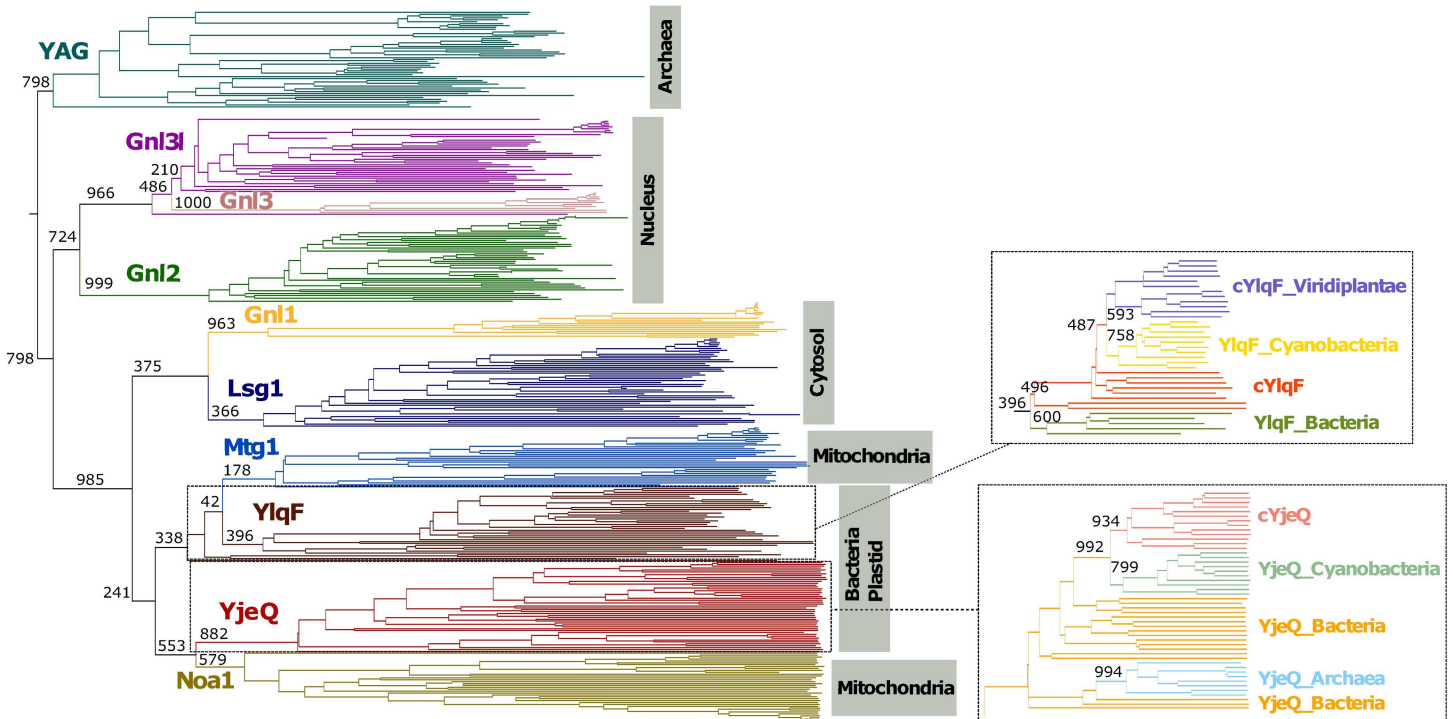 YAG
798
Archaea
Gnl3l
210
966
486
1000
Gnl3
Nucleus
724
Gnl2
999
Gnl1
963
798
375
Cytosol
Lsg1
366
Mtg1
178
Mitochondria
985
42
YlqF
338
396
Bacteria
Plastid
241
YjeQ
882
553
579
Noa1
Mitochondria
cYlqF_Viridiplantae
593
487
758
YlqF_Cyanobacteria
496
cYlqF
396
600
YlqF_Bacteria
cYjeQ
934
992
799
YjeQ_Cyanobacteria
YjeQ_Bacteria
994
YjeQ_Archaea
YjeQ_Bacteria